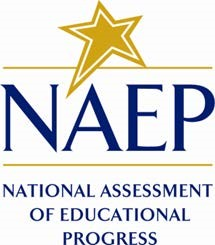 NAEP
NATIONAL ASSESSMENT
OF EDUCATIONAL
PROGRESS